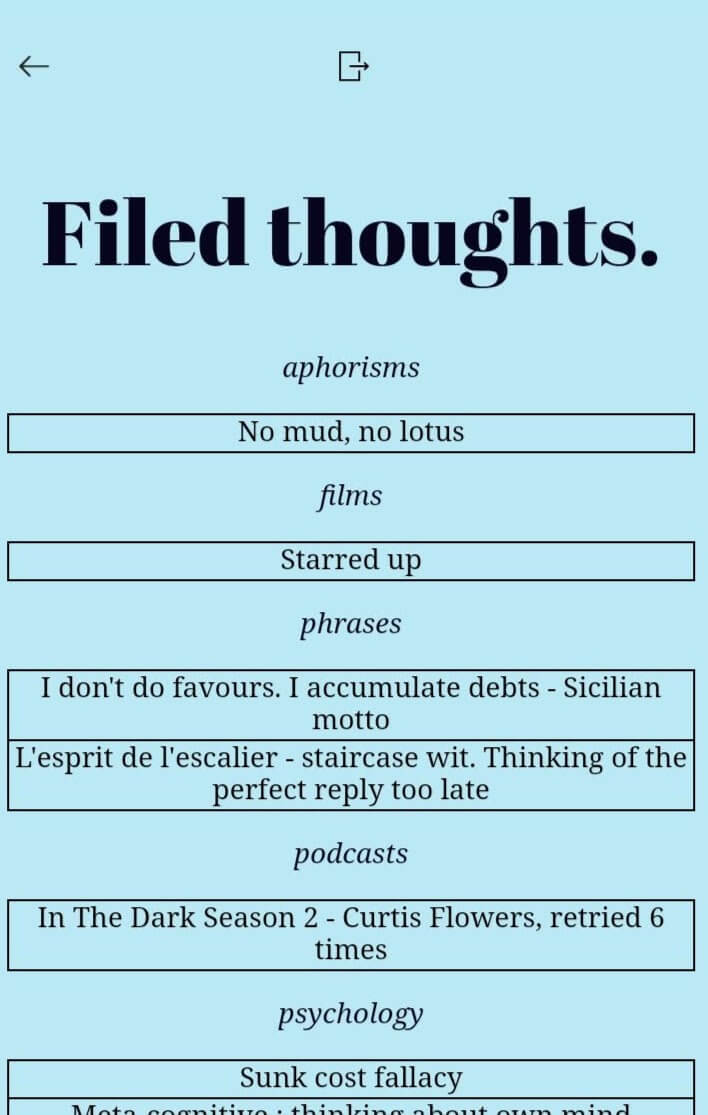 Filed thoughts.
aphorisms
No mud, no lotus
films
Starred up
phrases
I don't do favours. I accumulate debts - Sicilian
motto
L'esprit de l'escalier - staircase wit. Thinking of the
perfect reply too late
podcasts
In The Dark Season 2 - Curtis Flowers, retried 6
times
psychology
Sunk cost fallacy
Meta-cognitive : thinking about own mind